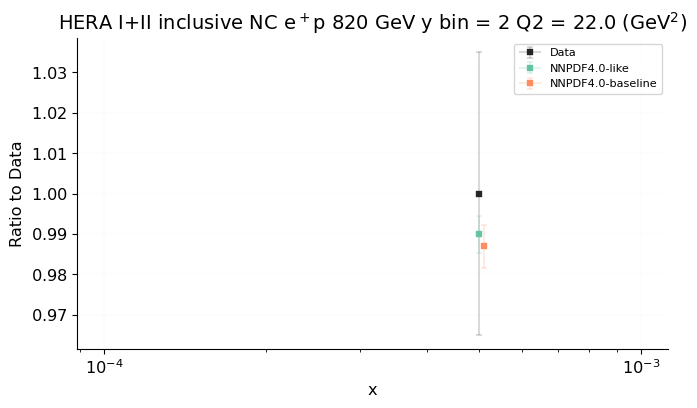 HERA I+II inclusive NC e⁺p 820 GeV y bin = 2 Q2 = 22.0 (GeV²)
Data
NNPDF4.0-like
NNPDF4.0-baseline
Ratio to Data
1.03
1.02
1.01
1.00
0.99
0.98
0.97
10⁻⁴
10⁻³
x